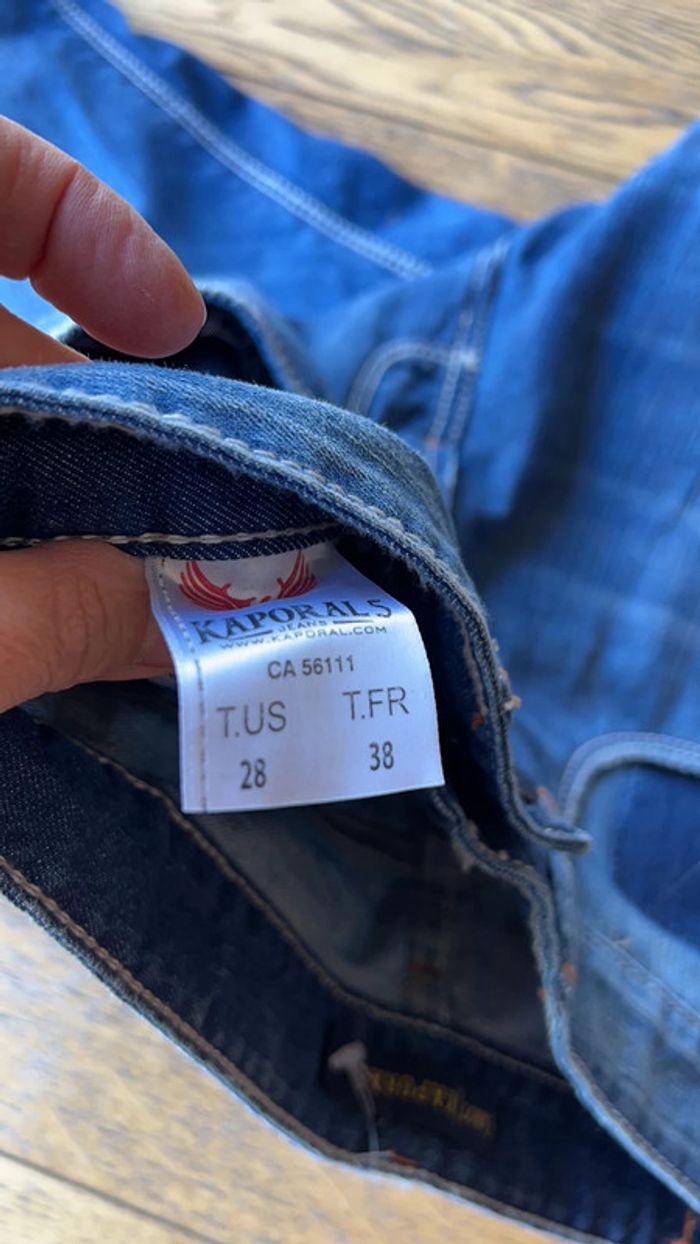 KAPORAL 5
JEANS
WWW.KAPORAL.COM
CA 56111
T.US T.FR
28 38